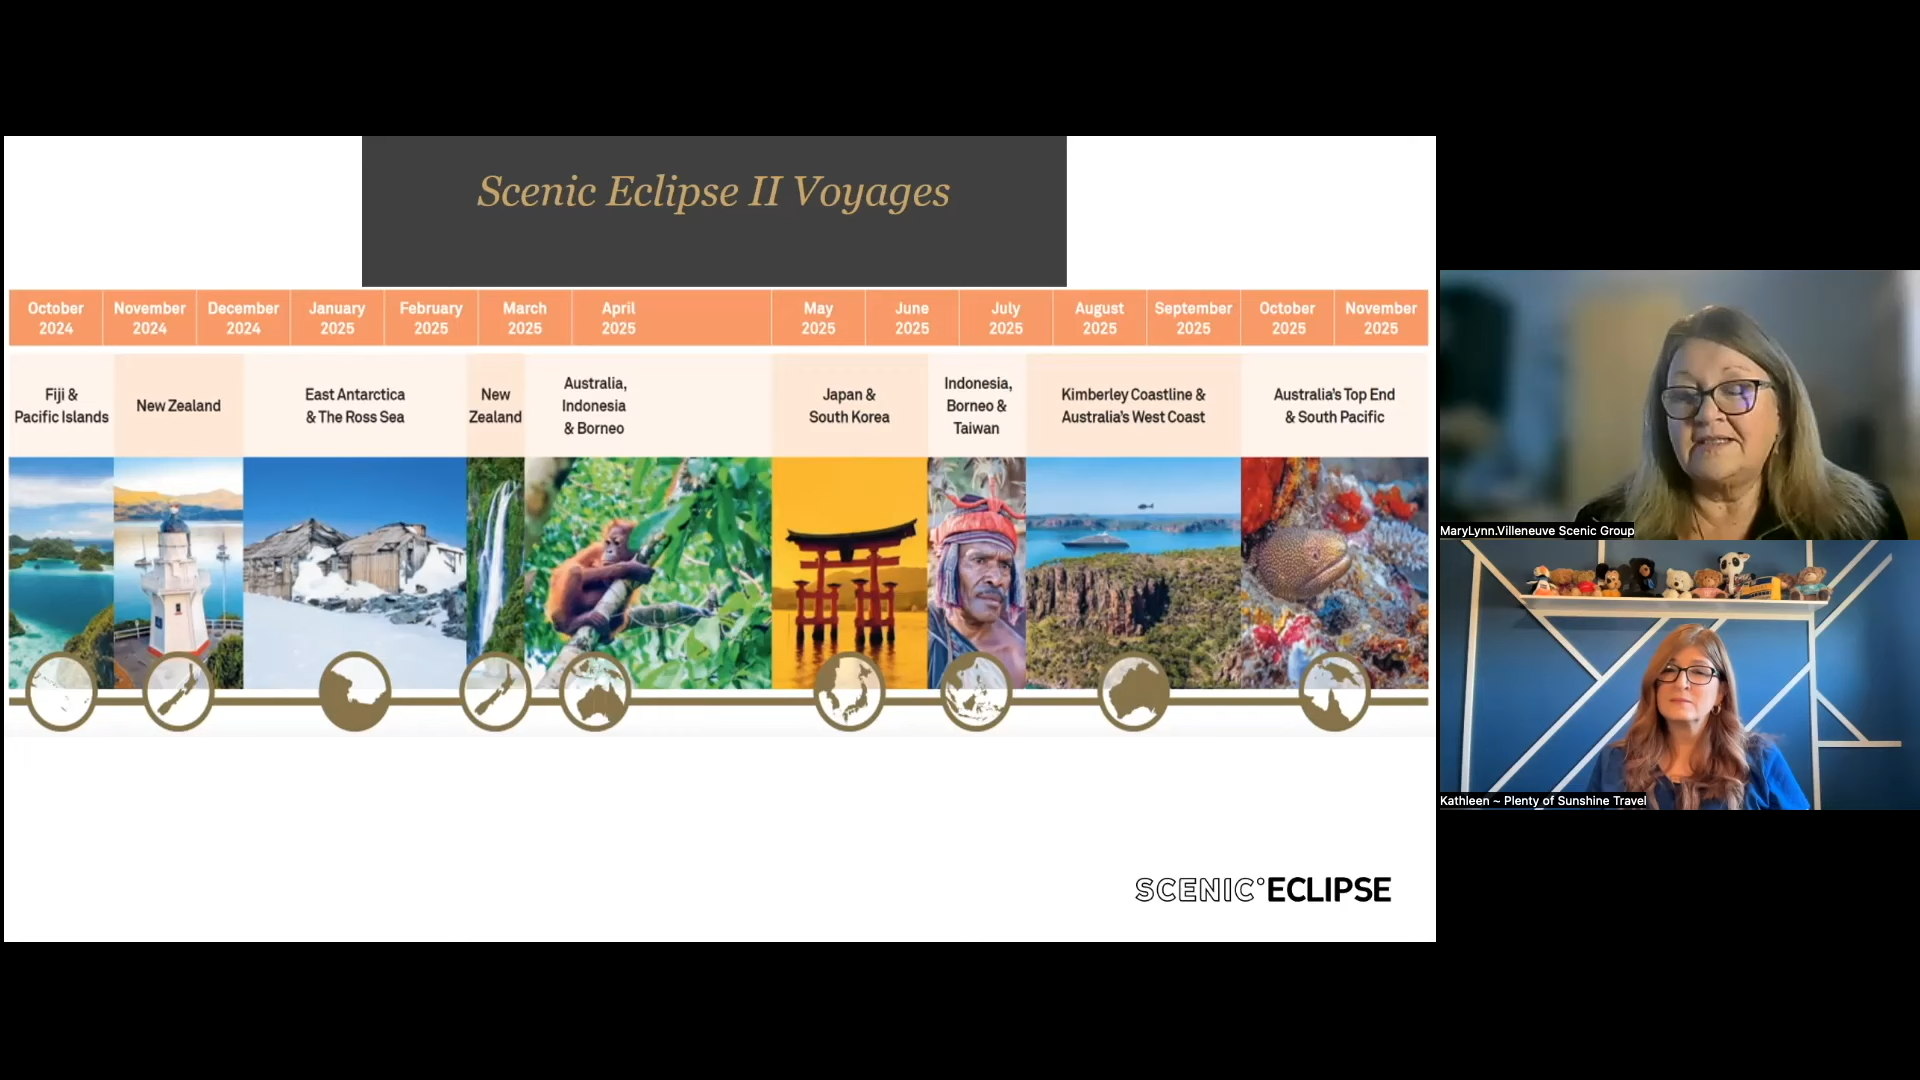 Scenic Eclipse II Voyages
October November December January February March April May June July August September October November
2024 2024 2024 2025 2025 2025 2025 2025 2025 2025 2025 2025 2025 2025
Fiji &
Pacific Islands
New Zealand
East Antarctica
& The Ross Sea
New
Zealand
Australia,
Indonesia
& Borneo
Japan &
South Korea
Indonesia,
Borneo &
Taiwan
Kimberley Coastline &
Australia's West Coast
Australia's Top End
& South Pacific
SCENIC°ECLIPSE
MaryLynn.Villeneuve Scenic Group
Kathleen ~ Plenty of Sunshine Travel